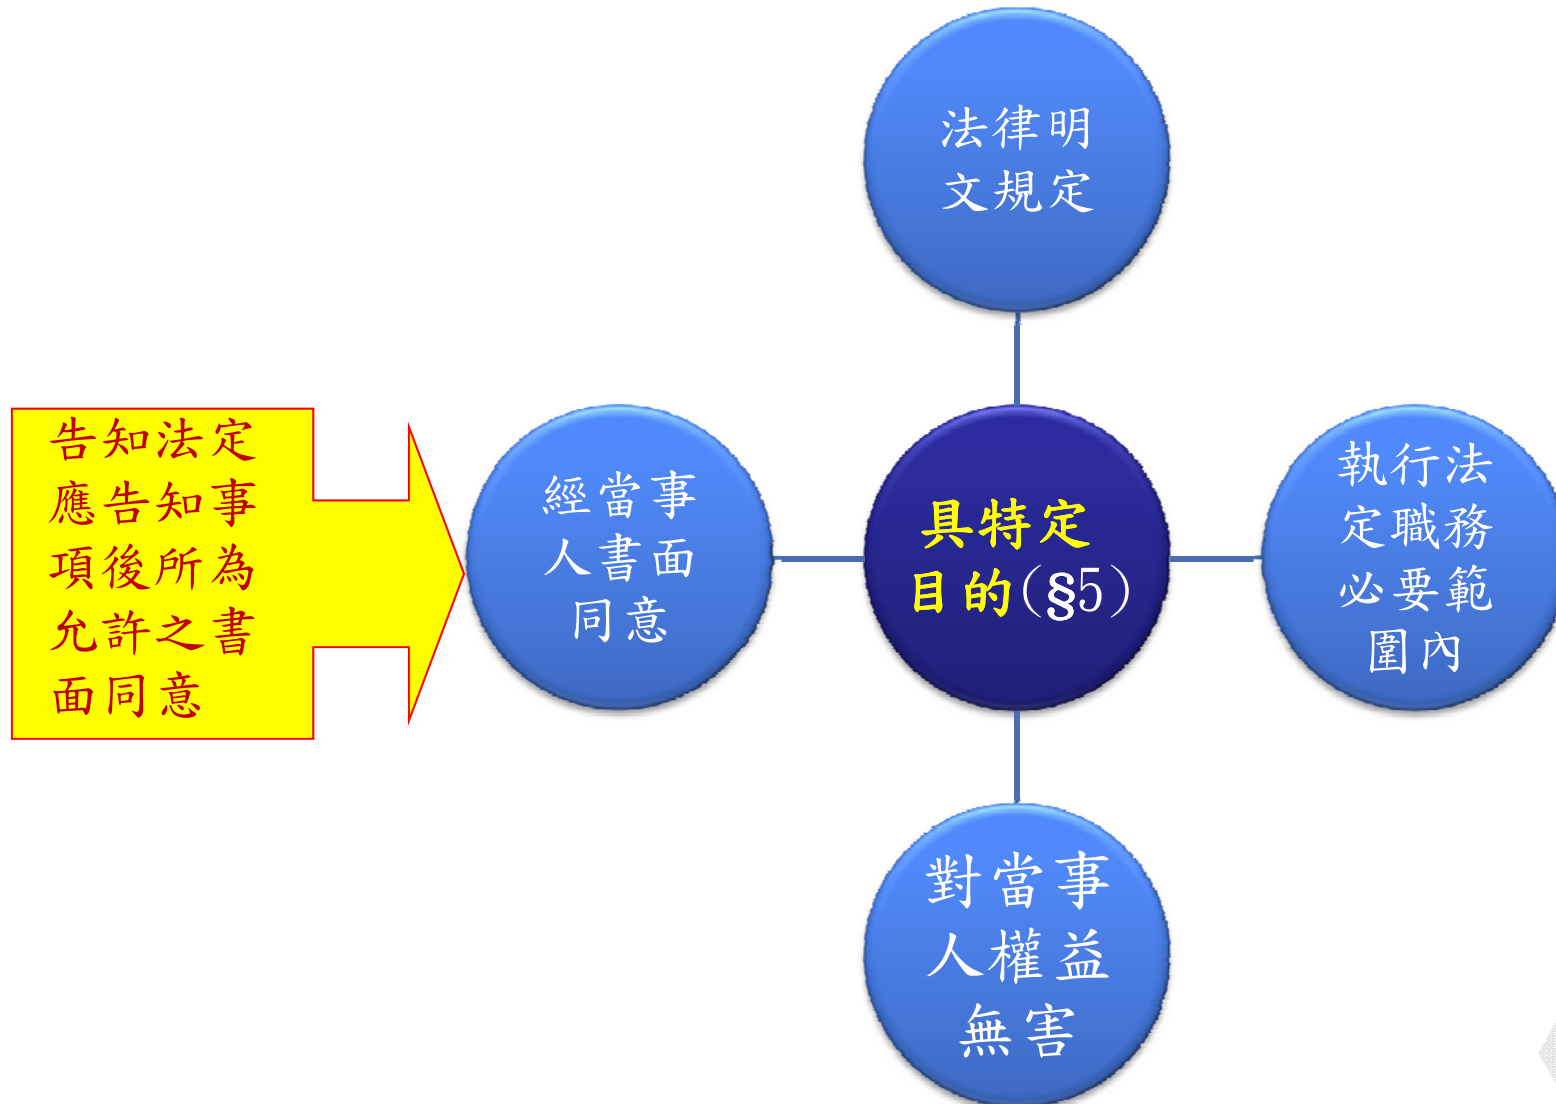 法律明
文規定
告知法定
應告知事
項後所為
允許之書
面同意
經當事
人書面
同意
具特定
目的(§5)
執行法
定職務
必要範
圍內
對當事
人權益
無害